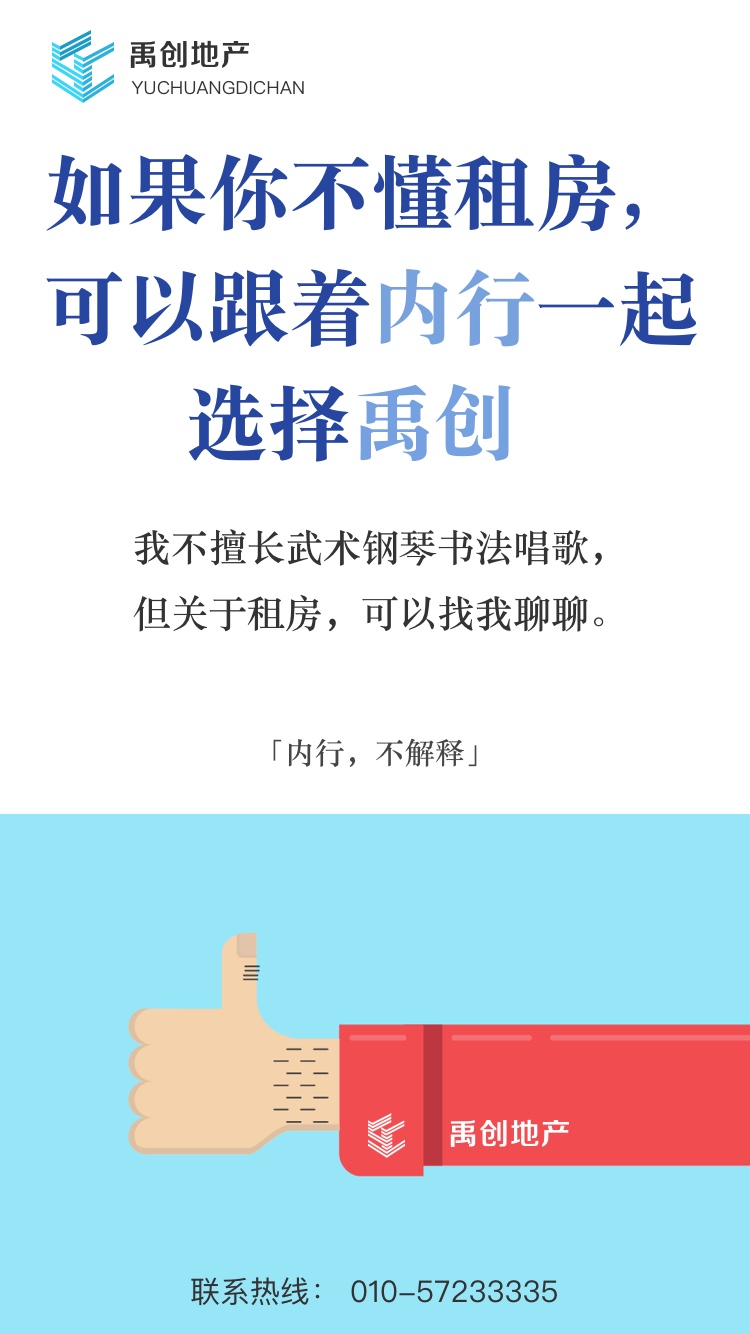 禹创地产
YUCHUANGDICHAN
如果你不懂租房，
可以跟着内行一起
选择禹创
我不擅长武术钢琴书法唱歌，
但关于租房，可以找我聊聊。
「内行，不解释」
禹创地产
联系热线： 010-57233335